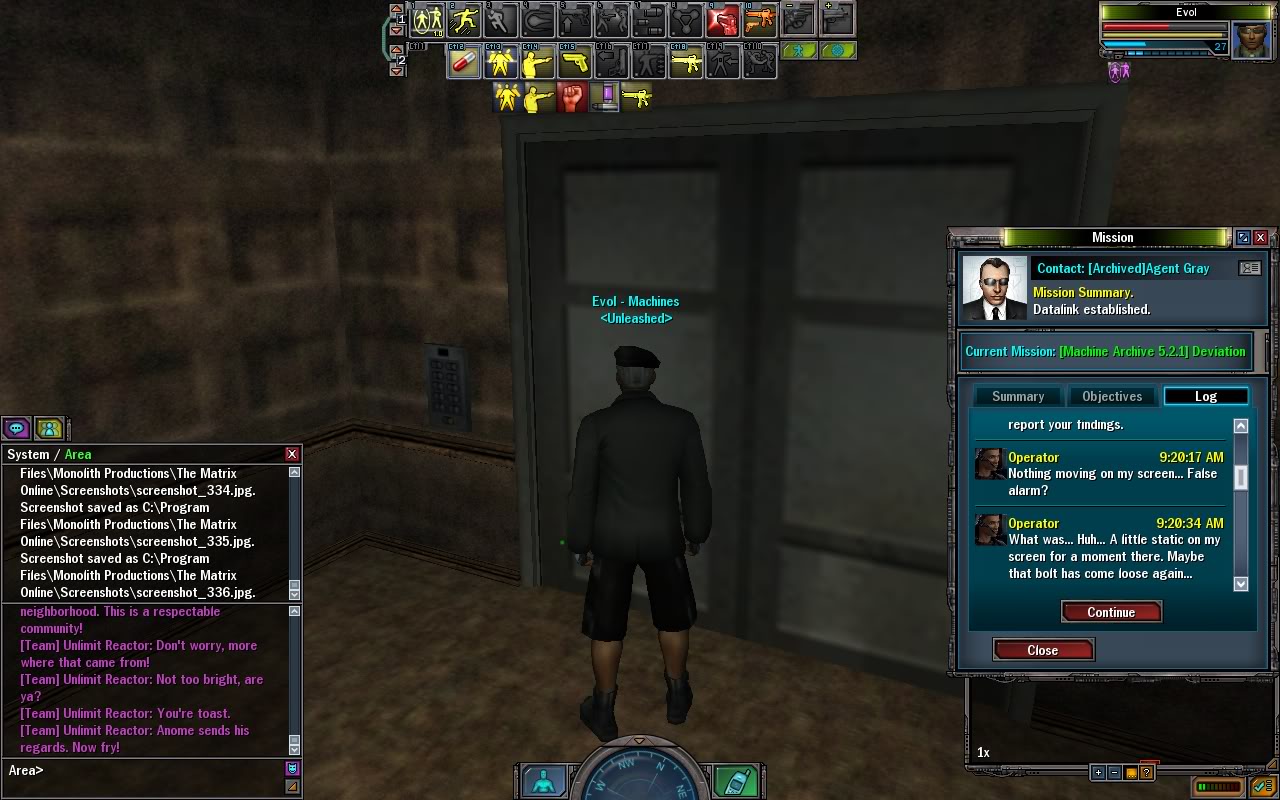 Evol
27
1.0
1
2
Evol - Machines
<Unleashed>
Mission
Contact: [Archived]Agent Gray
Mission Summary.
Datalink established.
Current Mission: [Machine Archive 5.2.1] Deviation
Summary
Objectives
Log
report your findings.
Operator 9:20:17 AM
Nothing moving on my screen... False
alarm?
Operator 9:20:34 AM
What was... Huh... A little static on my
screen for a moment there. Maybe
that bolt has come loose again...
Continue
Close
1x
System / Area
Files\Monolith Productions\The Matrix
Online\Screenshots\screenshot_334.jpg.
Screenshot saved as C:\Program
Files\Monolith Productions\The Matrix
Online\Screenshots\screenshot_335.jpg.
Screenshot saved as C:\Program
Files\Monolith Productions\The Matrix
Online\Screenshots\screenshot_336.jpg.
neighborhood. This is a respectable
community!
[Team] Unlimit Reactor: Don't worry, more
where that came from!
[Team] Unlimit Reactor: Not too bright, are
ya?
[Team] Unlimit Reactor: You're toast.
[Team] Unlimit Reactor: Anome sends his
regards. Now fry!
Area>
W
NW
N
NE